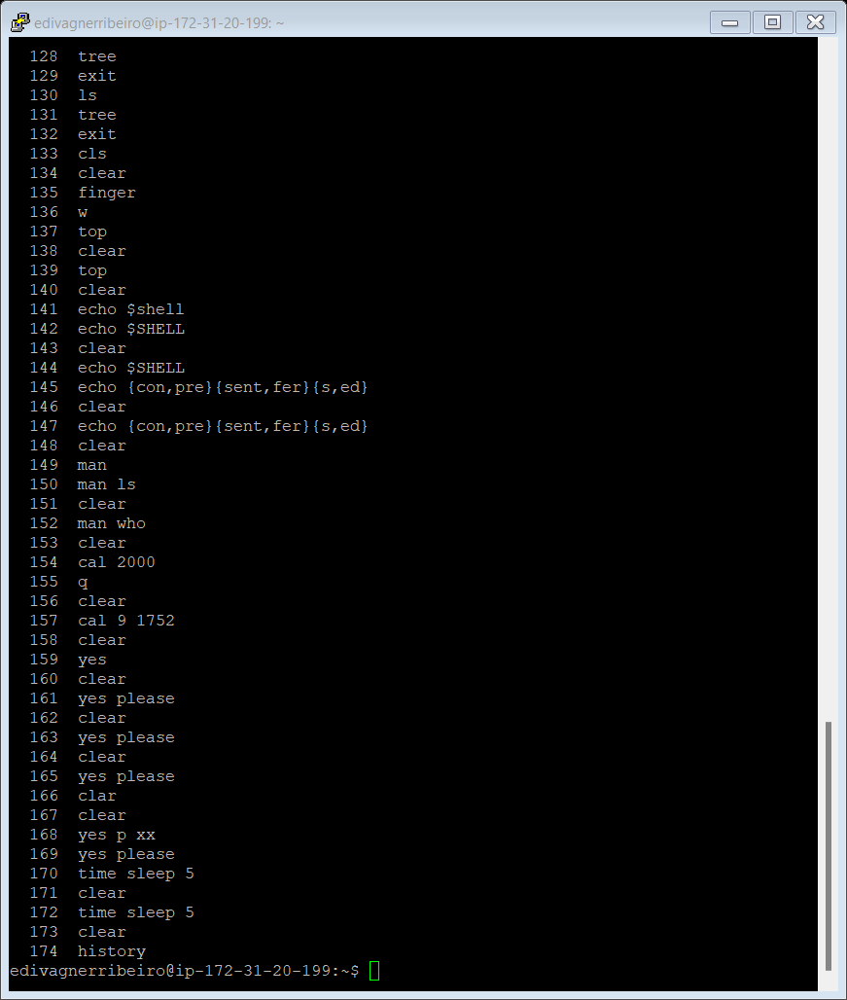 edivagnerribeiro@ip-172-31-20-199: ~
128 tree
129 exit
130 ls
131 tree
132 exit
133 cls
134 clear
135 finger
136 w
137 top
138 clear
139 top
140 clear
141 echo $shell
142 echo $SHELL
143 clear
144 echo $SHELL
145 echo {con,pre}{sent,fer}{s,ed}
146 clear
147 echo {con,pre}{sent,fer}{s,ed}
148 clear
149 man
150 man ls
151 clear
152 man who
153 clear
154 cal 2000
155 q
156 clear
157 cal 9 1752
158 clear
159 yes
160 clear
161 yes please
162 clear
163 yes please
164 clear
165 yes please
166 clar
167 clear
168 yes p xx
169 yes please
170 time sleep 5
171 clear
172 time sleep 5
173 clear
174 history
edivagnerribeiro@ip-172-31-20-199:~$